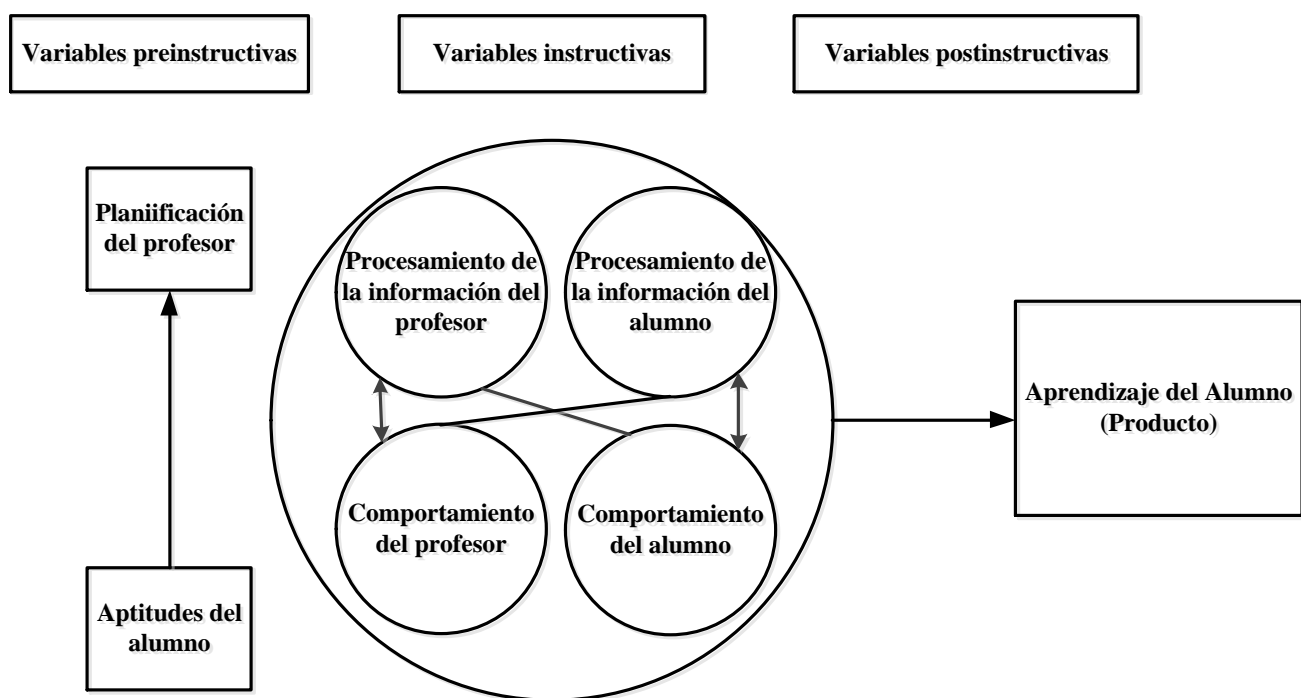 Variables preinstructivas
Variables instructivas
Variables postinstructivas
Planiificación
del profesor
Procesamiento de
la información del
profesor
Procesamiento de
la información del
alumno
Aprendizaje del Alumno
(Producto)
Comportamiento
del profesor
Comportamiento
del alumno
Aptitudes del
alumno